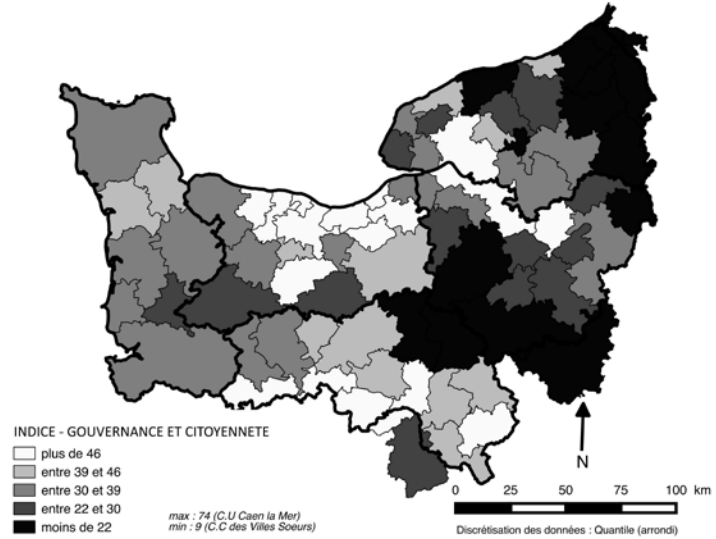 INDICE - GOUVERNANCE ET CITOYENNETE
plus de 46
entre 39 et 46
entre 30 et 39
entre 22 et 30
moins de 22
max : 74 (C.U Caen la Mer)
min : 9 (C.C des Villes Soeurs)
N
0 25 50 75 100 km
Discrétisation des données : Quantile (arrondi)